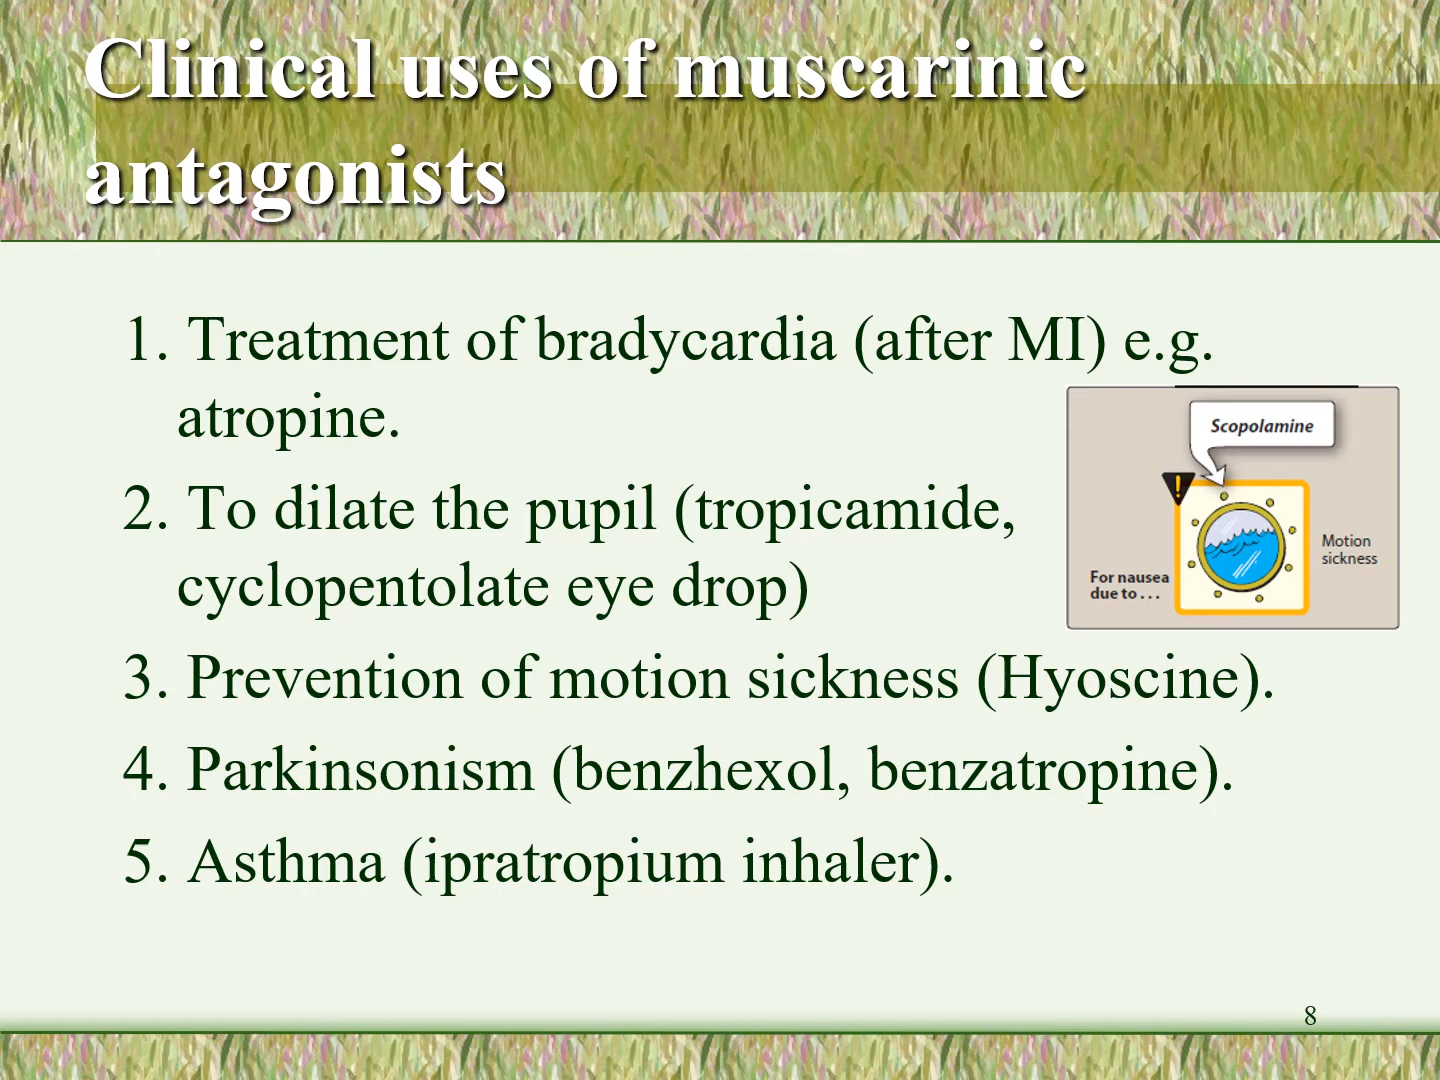 Clinical uses of muscarinic
antagonists
1. Treatment of bradycardia (after MI) e.g.
atropine.
2. To dilate the pupil (tropicamide,
cyclopentolate eye drop)
3. Prevention of motion sickness (Hyoscine).
4. Parkinsonism (benzhexol, benzatropine).
5. Asthma (ipratropium inhaler).
Scopolamine
!
Motion
sickness
For nausea
due to . . .
8